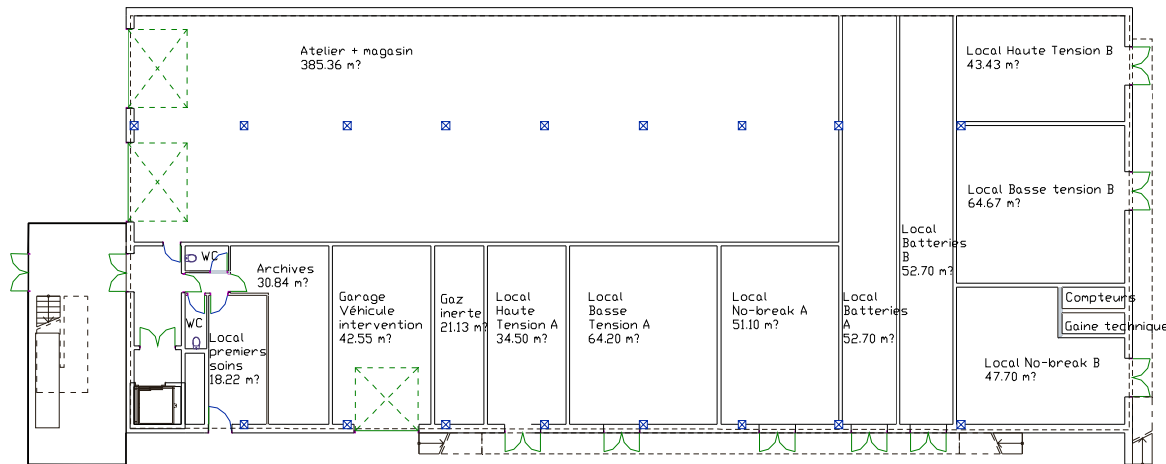 Atelier + magasin
385.36 m?
Local Haute Tension B
43.43 m?
Local Basse tension B
64.67 m?
Local
Batteries
B
52.70 m?
WC
Archives
30.84 m?
Garage
Véhicule
intervention
42.55 m?
Gaz
inerte
21.13 m?
Local
Haute
Tension A
34.50 m?
Local
Basse
Tension A
64.20 m?
Local
No-break A
51.10 m?
Local
Batteries
A
52.70 m?
Compteurs
Gaine technique
WC
Local
premiers
soins
18.22 m?
Local No-break B
47.70 m?